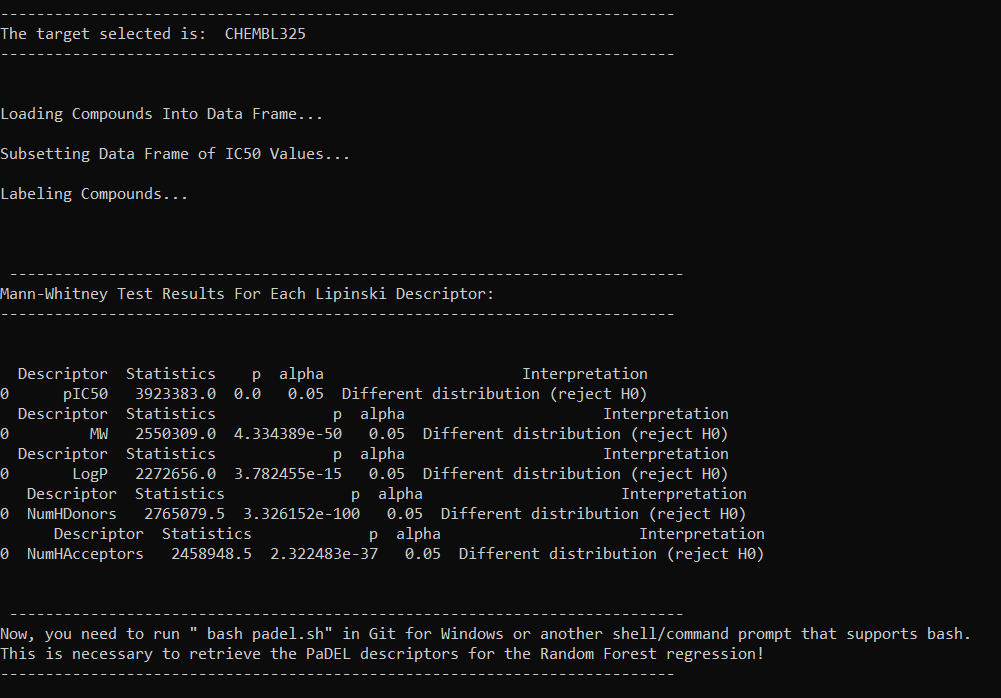 ---------------------------------------------------------------------------
The target selected is:  CHEMBL325
---------------------------------------------------------------------------
Loading Compounds Into Data Frame...
Subsetting Data Frame of IC50 Values...
Labeling Compounds...
---------------------------------------------------------------------------
Mann-Whitney Test Results For Each Lipinski Descriptor:
---------------------------------------------------------------------------
  Descriptor  Statistics    p  alpha                      Interpretation
0      pIC50   3923383.0  0.0   0.05  Different distribution (reject H0)
  Descriptor  Statistics             p  alpha                      Interpretation
0         MW   2550309.0  4.334389e-50   0.05  Different distribution (reject H0)
  Descriptor  Statistics             p  alpha                      Interpretation
0       LogP   2272656.0  3.782455e-15   0.05  Different distribution (reject H0)
   Descriptor  Statistics              p  alpha                      Interpretation
0  NumHDonors   2765079.5  3.326152e-100   0.05  Different distribution (reject H0)
      Descriptor  Statistics             p  alpha                      Interpretation
0  NumHAcceptors   2458948.5  2.322483e-37   0.05  Different distribution (reject H0)
---------------------------------------------------------------------------
Now, you need to run " bash padel.sh" in Git for Windows or another shell/command prompt that supports bash.
This is necessary to retrieve the PaDEL descriptors for the Random Forest regression!
---------------------------------------------------------------------------